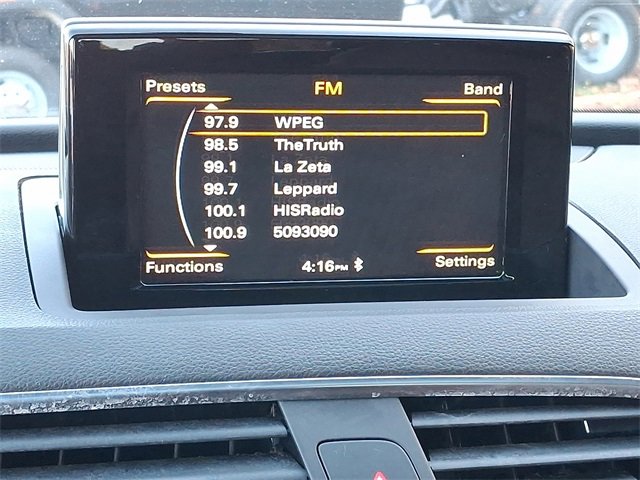 Presets FM Band
97.9 WPEG
98.5 TheTruth
99.1 La Zeta
99.7 Leppard
100.1 HISRadio
100.9 5093090
Functions 4:16PM Settings